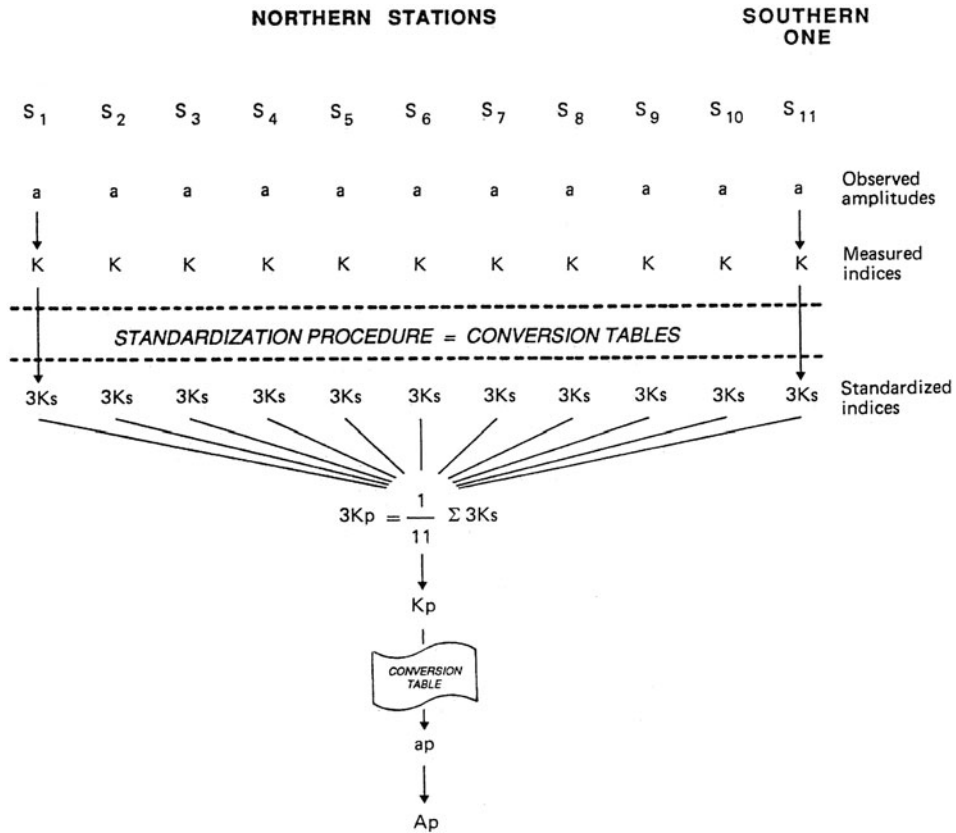 NORTHERN STATIONS
SOUTHERN
ONE
S1 S2 S3 S4 S5 S6 S7 S8 S9 S10 S11
a a a a a a a a a a a
Observed
amplitudes
K K K K K K K K K K K
Measured
indices
STANDARDIZATION PROCEDURE = CONVERSION TABLES
3Ks 3Ks 3Ks 3Ks 3Ks 3Ks 3Ks 3Ks 3Ks 3Ks 3Ks
Standardized
indices
3Kp = 1/11 Σ 3Ks
Kp
CONVERSION
TABLE
ap
Ap